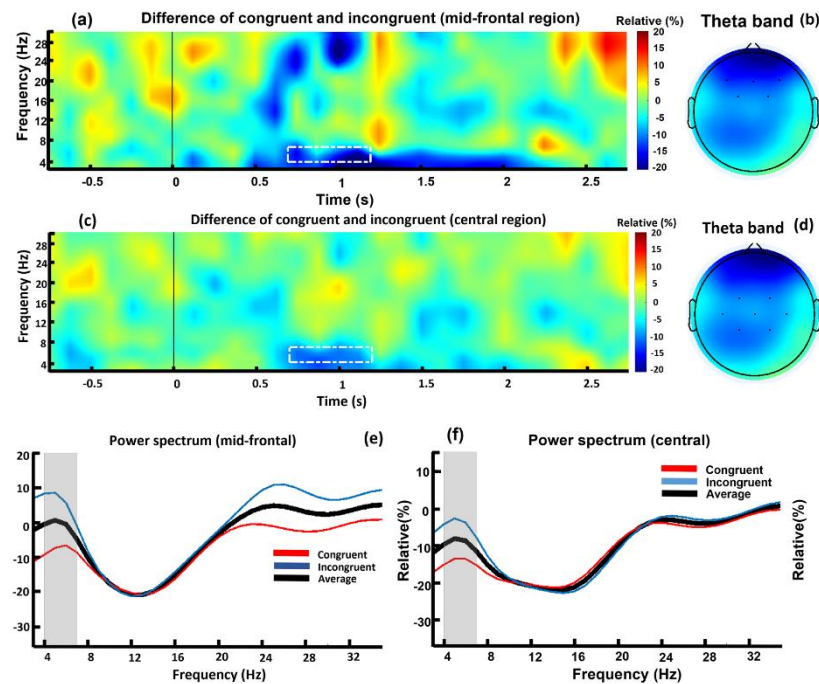 (a) Difference of congruent and incongruent (mid-frontal region)
Relative (%)
Theta band (b)
Frequency (Hz)
28
24
20
16
12
8
4
-0.5 0 0.5 1 1.5 2 2.5
Time (s)
20
15
10
5
0
-5
-10
-15
-20
(c) Difference of congruent and incongruent (central region)
Relative (%)
Theta band (d)
Frequency (Hz)
28
24
20
16
12
8
4
-0.5 0 0.5 1 1.5 2 2.5
Time (s)
20
15
10
5
0
-5
-10
-15
-20
Power spectrum (mid-frontal) (e)
20
10
0
-10
-20
-30
Congruent
Incongruent
Average
4 8 12 16 20 24 28 32
Frequency (Hz)
Relative(%)
(f) Power spectrum (central)
10
0
-10
-20
-30
Congruent
Incongruent
Average
4 8 12 16 20 24 28 32
Frequency (Hz)
Relative(%)